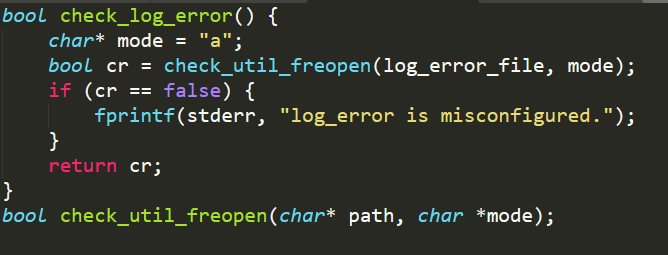 bool check_log_error() {
    char* mode = "a";
    bool cr = check_util_freopen(log_error_file, mode);
    if (cr == false) {
        fprintf(stderr, "log_error is misconfigured.");
    }
    return cr;
}
bool check_util_freopen(char* path, char *mode);